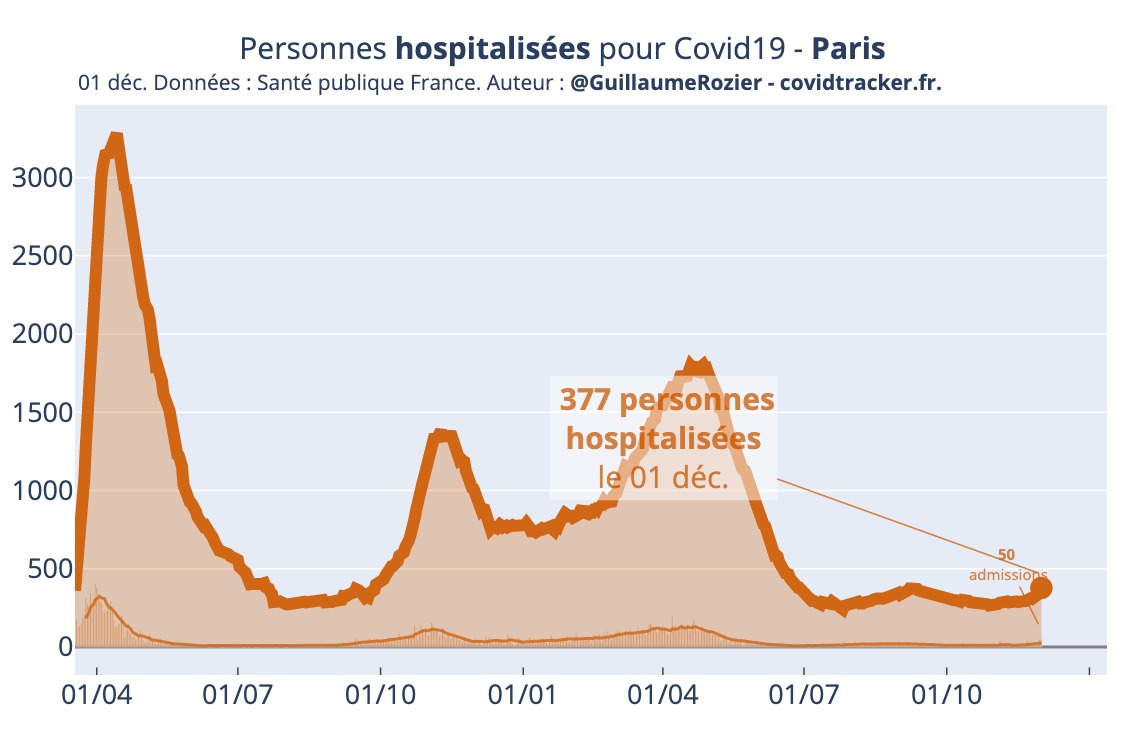 Personnes hospitalisées pour Covid19 - Paris
01 déc. Données : Santé publique France. Auteur : @GuillaumeRozier - covidtracker.fr.
3000
2500
2000
1500
1000
500
0
377 personnes
hospitalisées
le 01 déc.
50
admissions
01/04
01/07
01/10
01/01
01/04
01/07
01/10